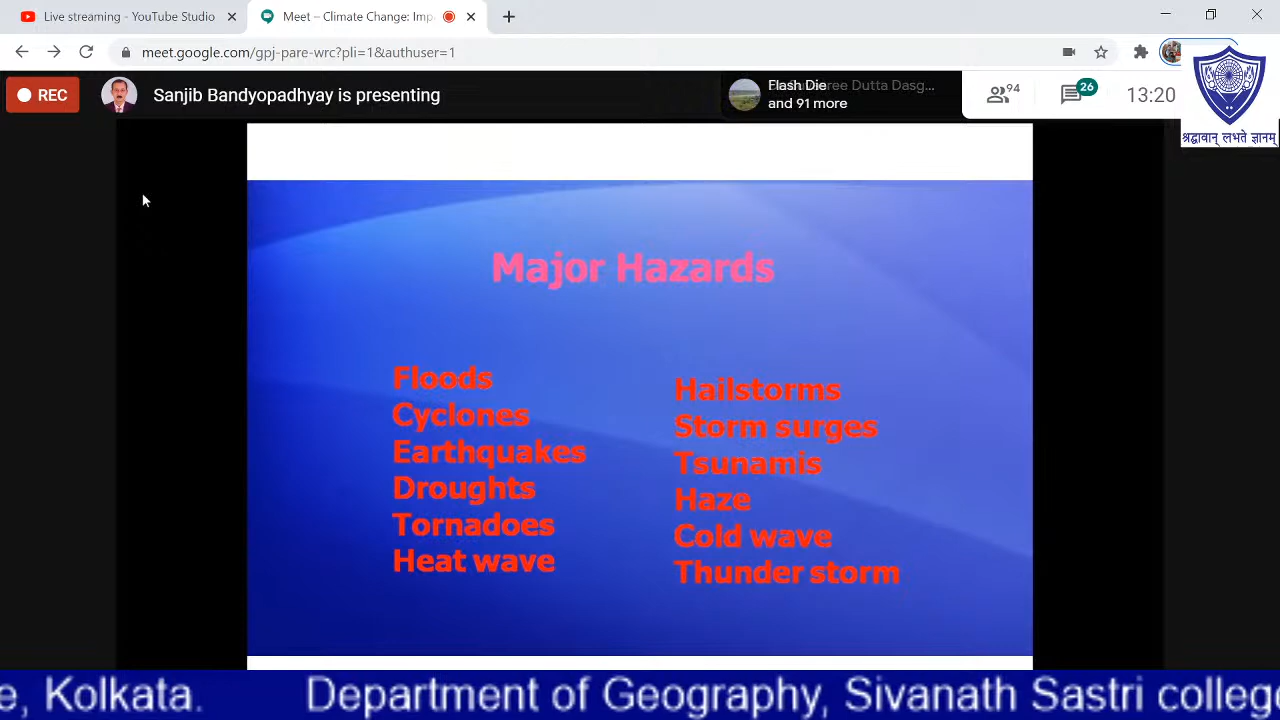 Live streaming - YouTube Studio
Meet – Climate Change: Imp
meet.google.com/gpj-pare-wrc?pli=1&authuser=1
REC
Sanjib Bandyopadhyay is presenting
Flash Die
ree Dutta Dasg...
and 91 more
94
26
13:20
श्रद्धावान् लभते ज्ञानम्
Major Hazards
Floods
Cyclones
Earthquakes
Droughts
Tornadoes
Heat wave
Hailstorms
Storm surges
Tsunamis
Haze
Cold wave
Thunder storm
e, Kolkata. Department of Geography, Sivanath Sastri college